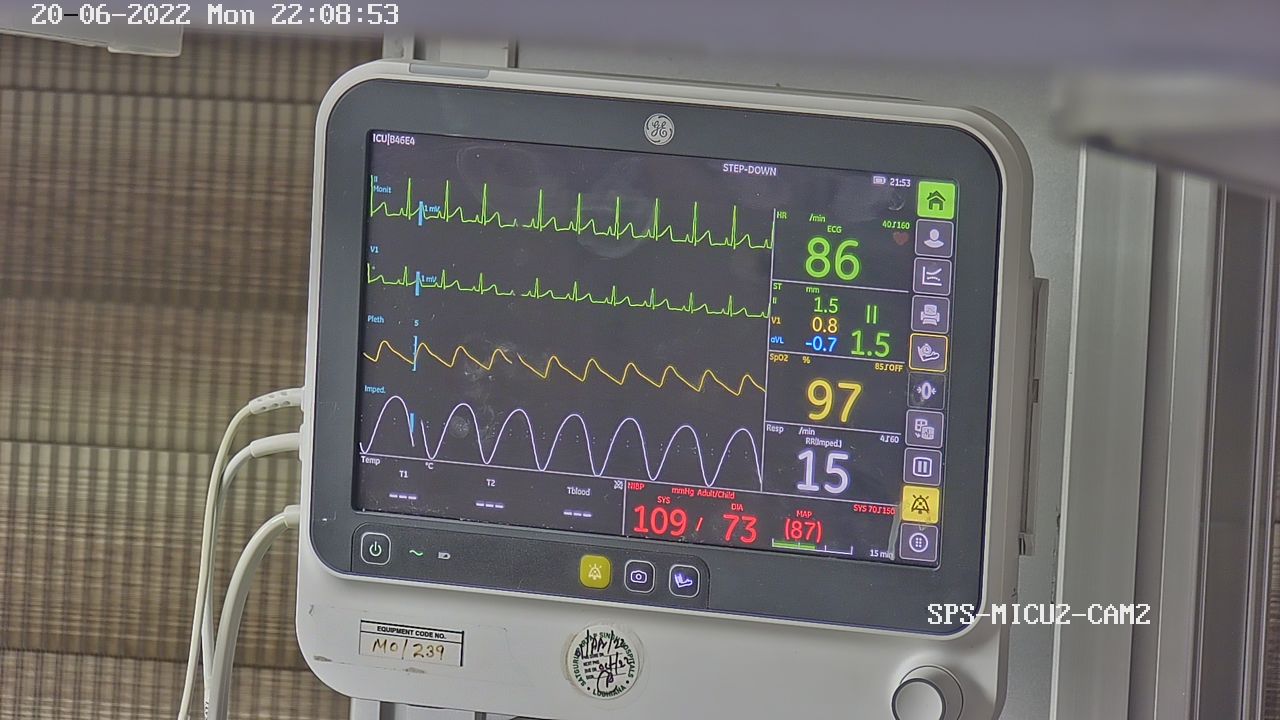 20-06-2022 Mon 22:08:53
GE
ICU|B46E4
STEP-DOWN
21:53
II
Monit
1 mV
HR /min
ECG
40 160
86
V1
1 mV
ST mm
II 1.5
V1 0.8
aVL -0.7
II
1.5
Pleth
5
SpO2 %
85 OFF
97
Imped.
Resp /min
RR(Imped.)
4 60
15
Temp °C
T1
---
T2
---
Tblood
---
NIBP mmHg Adult/Child
SYS DIA MAP
SYS 70 150
109 / 73 (87)
15 min
SPS-MICU2-CAM2
EQUIPMENT CODE NO.
MO/239
LUDHIANA